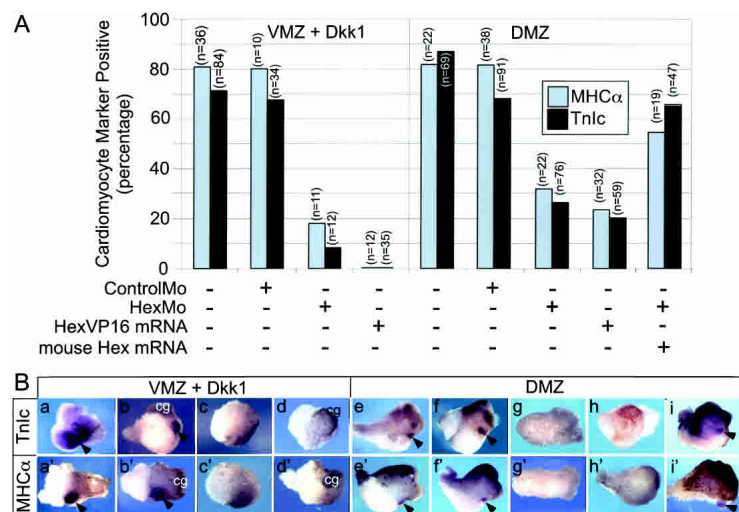 A
VMZ + Dkk1
DMZ
Cardiomyocyte Marker Positive
(percentage)
100
80
60
40
20
0
(n=36)
(n=84)
(n=10)
(n=34)
(n=11)
(n=12)
(n=12)
(n=35)
(n=22)
(n=69)
(n=38)
(n=91)
(n=22)
(n=76)
(n=32)
(n=59)
(n=19)
(n=47)
MHCα
TnIc
ControlMo - + - - - + - - -
HexMo - - + - - - + - +
HexVP16 mRNA - - - + - - - + -
mouse Hex mRNA - - - - - - - - +
B
VMZ + Dkk1
DMZ
TnIc
a b cg c d cg e f g h i
MHCα
a' b' cg c' d' cg e' f' g' h' i'